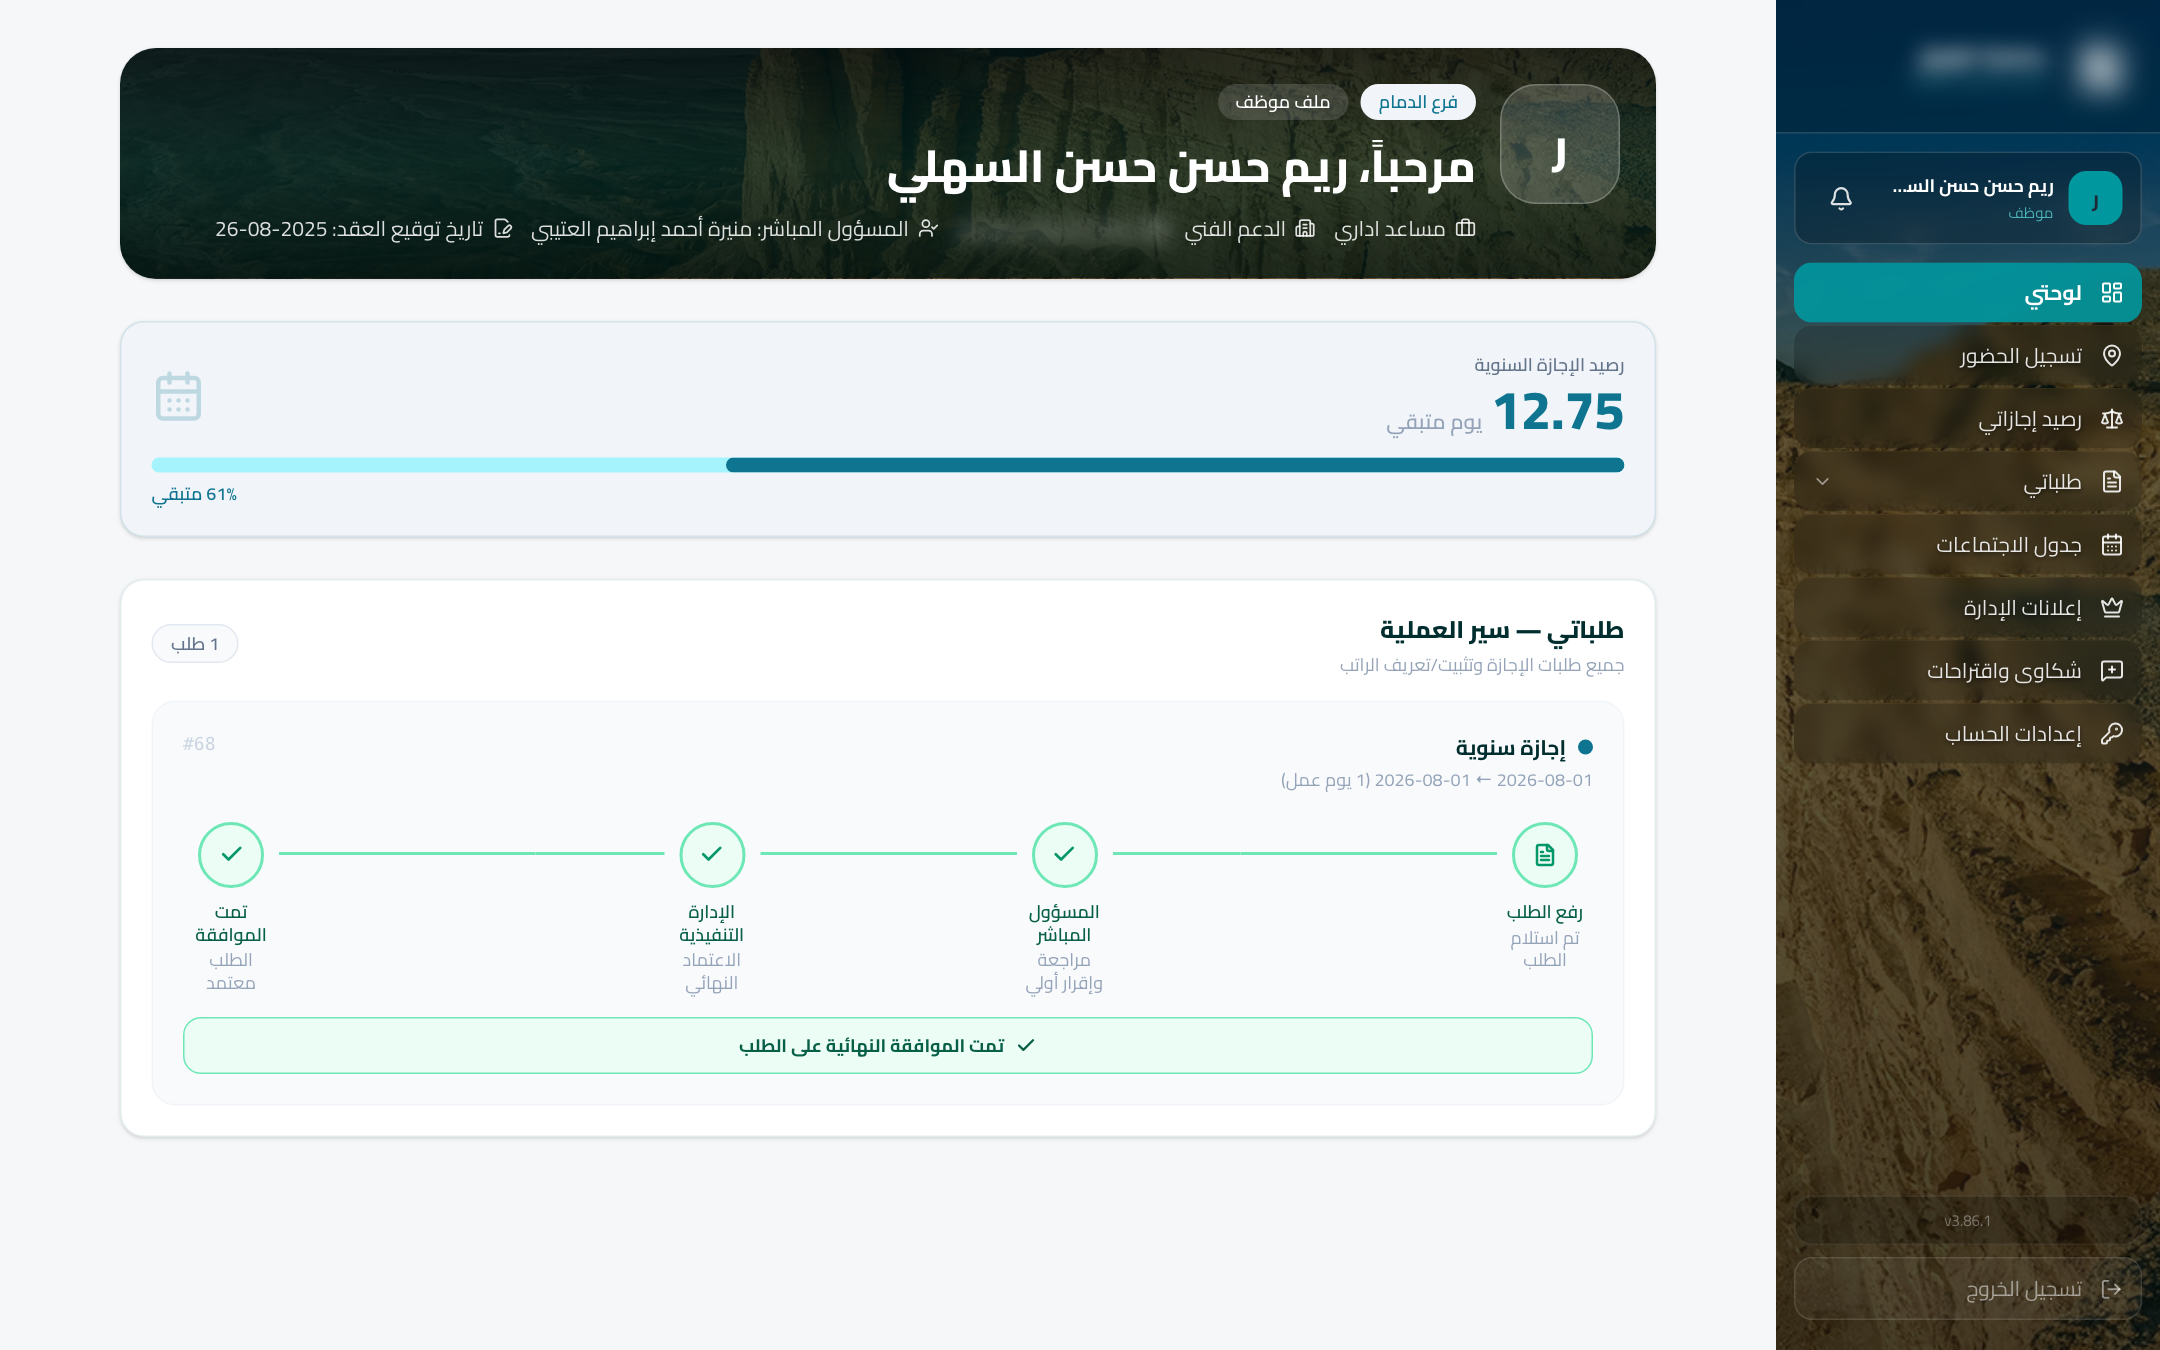 ريم حسن حسن الس...
موظف
ر
لوحتي
تسجيل الحضور
رصيد إجازاتي
طلباتي
جدول الاجتماعات
إعلانات الإدارة
شكاوى واقتراحات
إعدادات الحساب
v3.86.1
تسجيل الخروج
ر
فرع الدمام
ملف موظف
مرحباً، ريم حسن حسن السهلي
مساعد اداري
الدعم الفني
المسؤول المباشر: منيرة أحمد إبراهيم العتيبي
تاريخ توقيع العقد: 2025-08-26
رصيد الإجازة السنوية
12.75 يوم متبقي
61% متبقي
طلباتي — سير العملية
جميع طلبات الإجازة وتثبيت/تعريف الراتب
1 طلب
إجازة سنوية
#68
2026-08-01 ← 2026-08-01 (1 يوم عمل)
رفع الطلب
تم استلام
الطلب
المسؤول
المباشر
مراجعة
وإقرار أولي
الإدارة
التنفيذية
الاعتماد
النهائي
تمت
الموافقة
الطلب
معتمد
تمت الموافقة النهائية على الطلب